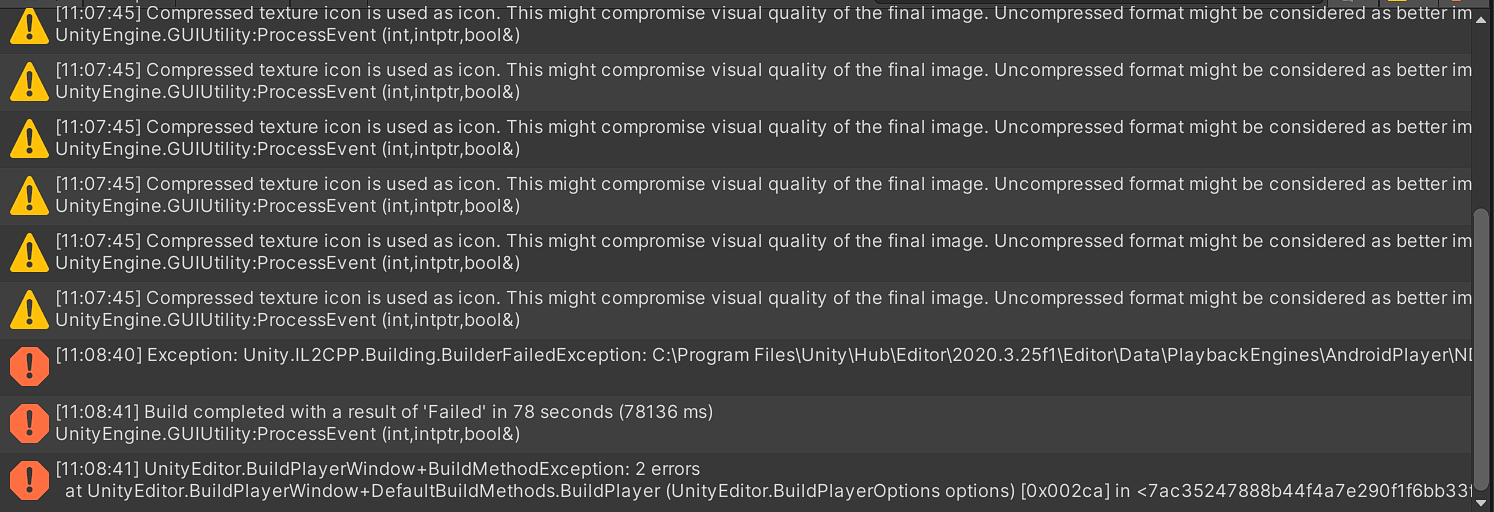 [11:07:45] Compressed texture icon is used as icon. This might compromise visual quality of the final image. Uncompressed format might be considered as better im
UnityEngine.GUIUtility:ProcessEvent (int,intptr,bool&)
[11:07:45] Compressed texture icon is used as icon. This might compromise visual quality of the final image. Uncompressed format might be considered as better im
UnityEngine.GUIUtility:ProcessEvent (int,intptr,bool&)
[11:07:45] Compressed texture icon is used as icon. This might compromise visual quality of the final image. Uncompressed format might be considered as better im
UnityEngine.GUIUtility:ProcessEvent (int,intptr,bool&)
[11:07:45] Compressed texture icon is used as icon. This might compromise visual quality of the final image. Uncompressed format might be considered as better im
UnityEngine.GUIUtility:ProcessEvent (int,intptr,bool&)
[11:07:45] Compressed texture icon is used as icon. This might compromise visual quality of the final image. Uncompressed format might be considered as better im
UnityEngine.GUIUtility:ProcessEvent (int,intptr,bool&)
[11:07:45] Compressed texture icon is used as icon. This might compromise visual quality of the final image. Uncompressed format might be considered as better im
UnityEngine.GUIUtility:ProcessEvent (int,intptr,bool&)
[11:08:40] Exception: Unity.IL2CPP.Building.BuilderFailedException: C:\Program Files\Unity\Hub\Editor\2020.3.25f1\Editor\Data\PlaybackEngines\AndroidPlayer\ND
[11:08:41] Build completed with a result of 'Failed' in 78 seconds (78136 ms)
UnityEngine.GUIUtility:ProcessEvent (int,intptr,bool&)
[11:08:41] UnityEditor.BuildPlayerWindow+BuildMethodException: 2 errors
at UnityEditor.BuildPlayerWindow+DefaultBuildMethods.BuildPlayer (UnityEditor.BuildPlayerOptions options) [0x002ca] in <7ac35247888b44f4a7e290f1f6bb33f